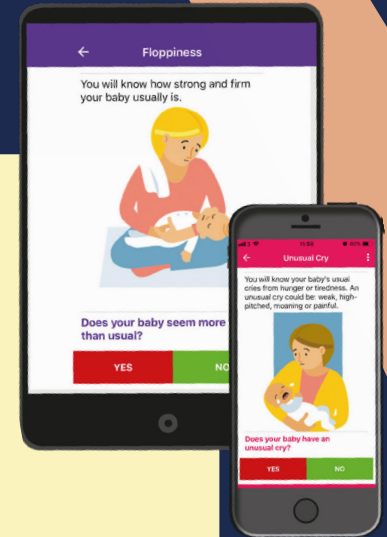 Floppiness
You will know how strong and firm
your baby usually is.
Does your baby seem more
than usual?
YES
NO
11:50
Unusual Cry
You will know your baby's usual
cries from hunger or tiredness. An
unusual cry could be: weak, high-
pitched, moaning or painful.
Does your baby have an
unusual cry?
YES
NO